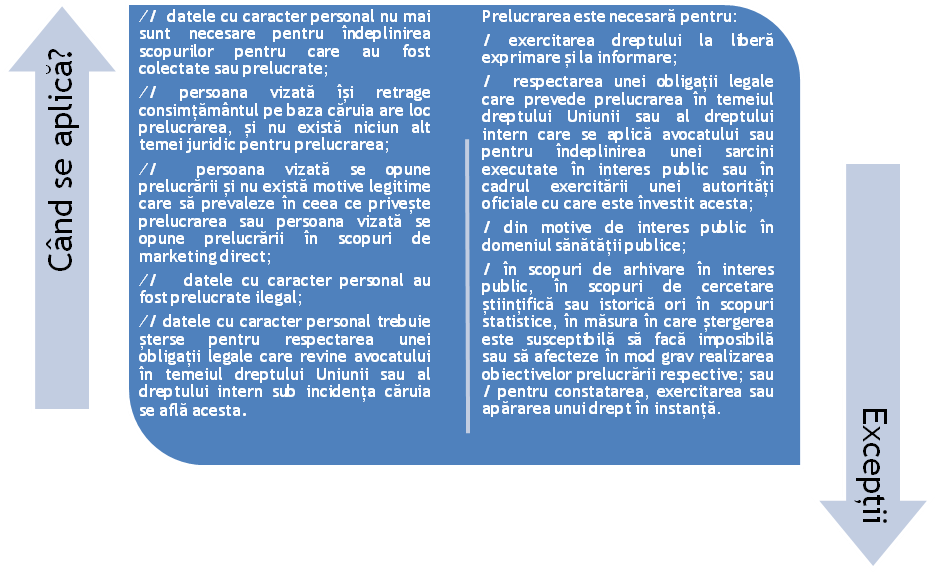 Când se aplică?
// datele cu caracter personal nu mai
sunt necesare pentru îndeplinirea
scopurilor pentru care au fost
colectate sau prelucrate;
// persoana vizată își retrage
consimțământul pe baza căruia are loc
prelucrarea, și nu există niciun alt
temei juridic pentru prelucrarea;
// persoana vizată se opune
prelucrării și nu există motive legitime
care să prevaleze în ceea ce privește
prelucrarea sau persoana vizată se
opune prelucrării în scopuri de
marketing direct;
// datele cu caracter personal au
fost prelucrate ilegal;
// datele cu caracter personal trebuie
șterse pentru respectarea unei
obligații legale care revine avocatului
în temeiul dreptului Uniunii sau al
dreptului intern sub incidența căruia
se află acesta.
Prelucrarea este necesară pentru:
/ exercitarea dreptului la liberă
exprimare și la informare;
/ respectarea unei obligații legale
care prevede prelucrarea în temeiul
dreptului Uniunii sau al dreptului
intern care se aplică avocatului sau
pentru îndeplinirea unei sarcini
executate în interes public sau în
cadrul exercitării unei autorități
oficiale cu care este învestit acesta;
/ din motive de interes public în
domeniul sănătății publice;
/ în scopuri de arhivare în interes
public, în scopuri de cercetare
științifică sau istorică ori în scopuri
statistice, în măsura în care ștergerea
este susceptibilă să facă imposibilă
sau să afecteze în mod grav realizarea
obiectivelor prelucrării respective; sau
/ pentru constatarea, exercitarea sau
apărarea unui drept în instanță.
Excepții